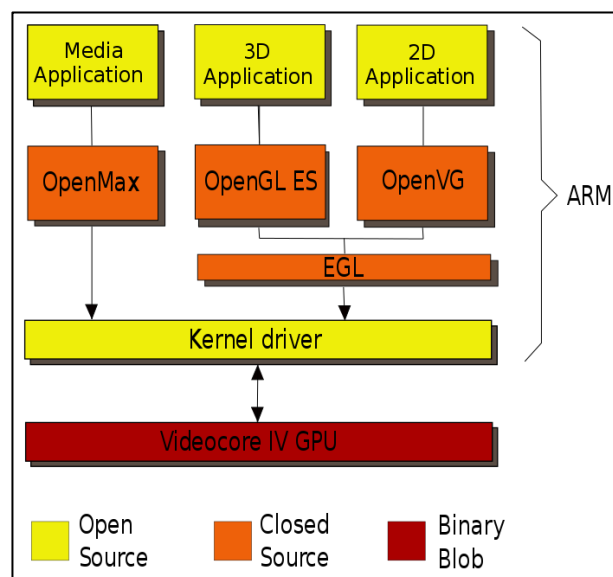 Media
Application
3D
Application
2D
Application
OpenMax
OpenGL ES
OpenVG
ARM
EGL
Kernel driver
Videocore IV GPU
Open
Source
Closed
Source
Binary
Blob